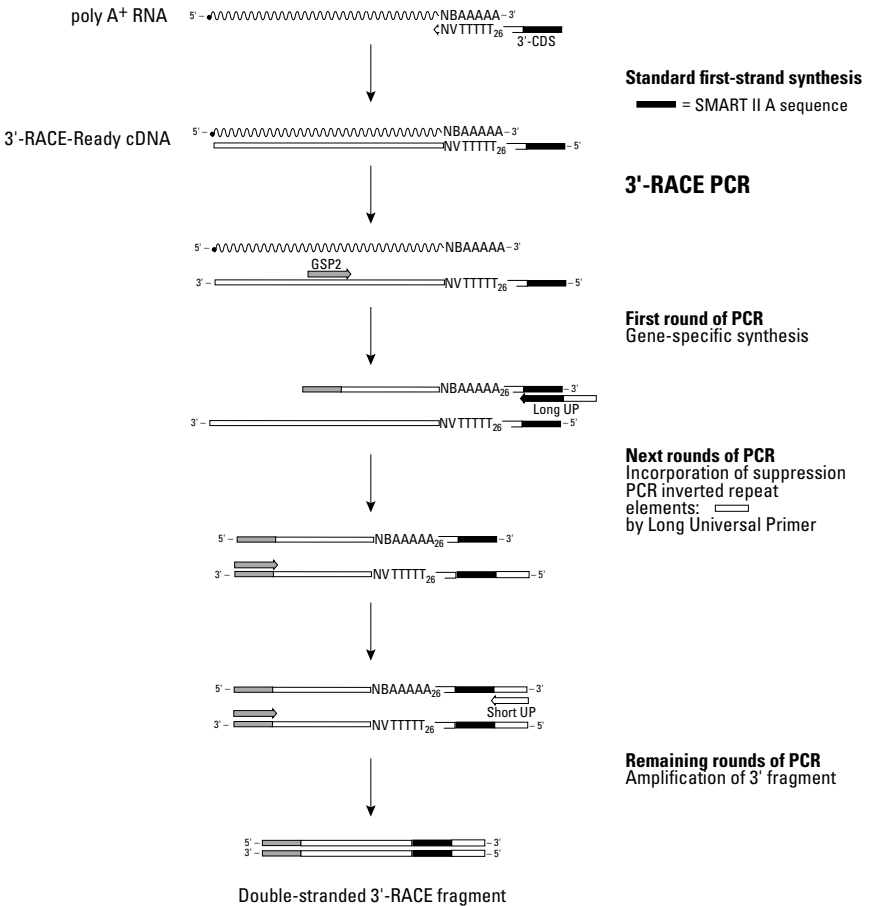 poly A+ RNA
5' – NBAAAAA – 3'
NVTTTTT26
3'-CDS
Standard first-strand synthesis
= SMART II A sequence
3'-RACE-Ready cDNA
5' – NBAAAAA – 3'
NVTTTTT26 – 5'
3'-RACE PCR
5' – NBAAAAA – 3'
GSP2
3' – NVTTTTT26 – 5'
First round of PCR
Gene-specific synthesis
NBAAAAA26 – 3'
Long UP
3' – NVTTTTT26 – 5'
Next rounds of PCR
Incorporation of suppression
PCR inverted repeat
elements:
by Long Universal Primer
5' – NBAAAAA26 – 3'
3' – NVTTTTT26 – 5'
5' – NBAAAAA26 – 3'
Short UP
3' – NVTTTTT26 – 5'
Remaining rounds of PCR
Amplification of 3' fragment
5' – – 3'
3' – – 5'
Double-stranded 3'-RACE fragment